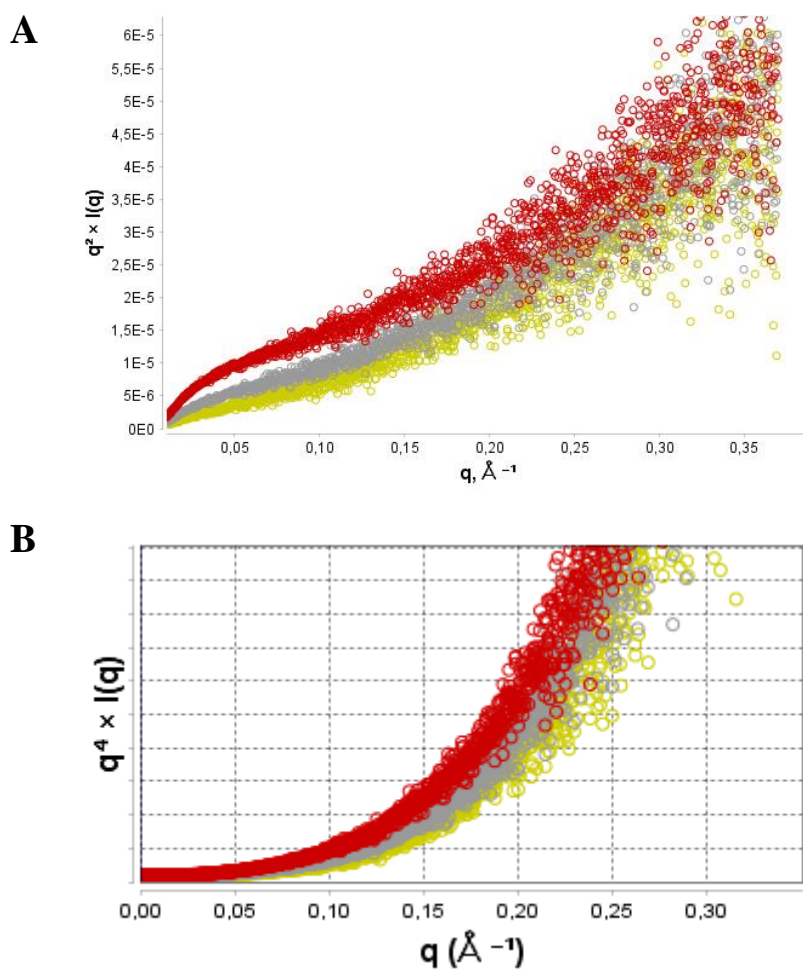 A
6E-5
5,5E-5
5E-5
4,5E-5
4E-5
3,5E-5
3E-5
2,5E-5
2E-5
1,5E-5
1E-5
5E-6
0E0
q² × I(q)
0,05 0,10 0,15 0,20 0,25 0,30 0,35
q, Å ⁻¹
B
q⁴ × I(q)
0,00 0,05 0,10 0,15 0,20 0,25 0,30
q (Å ⁻¹)